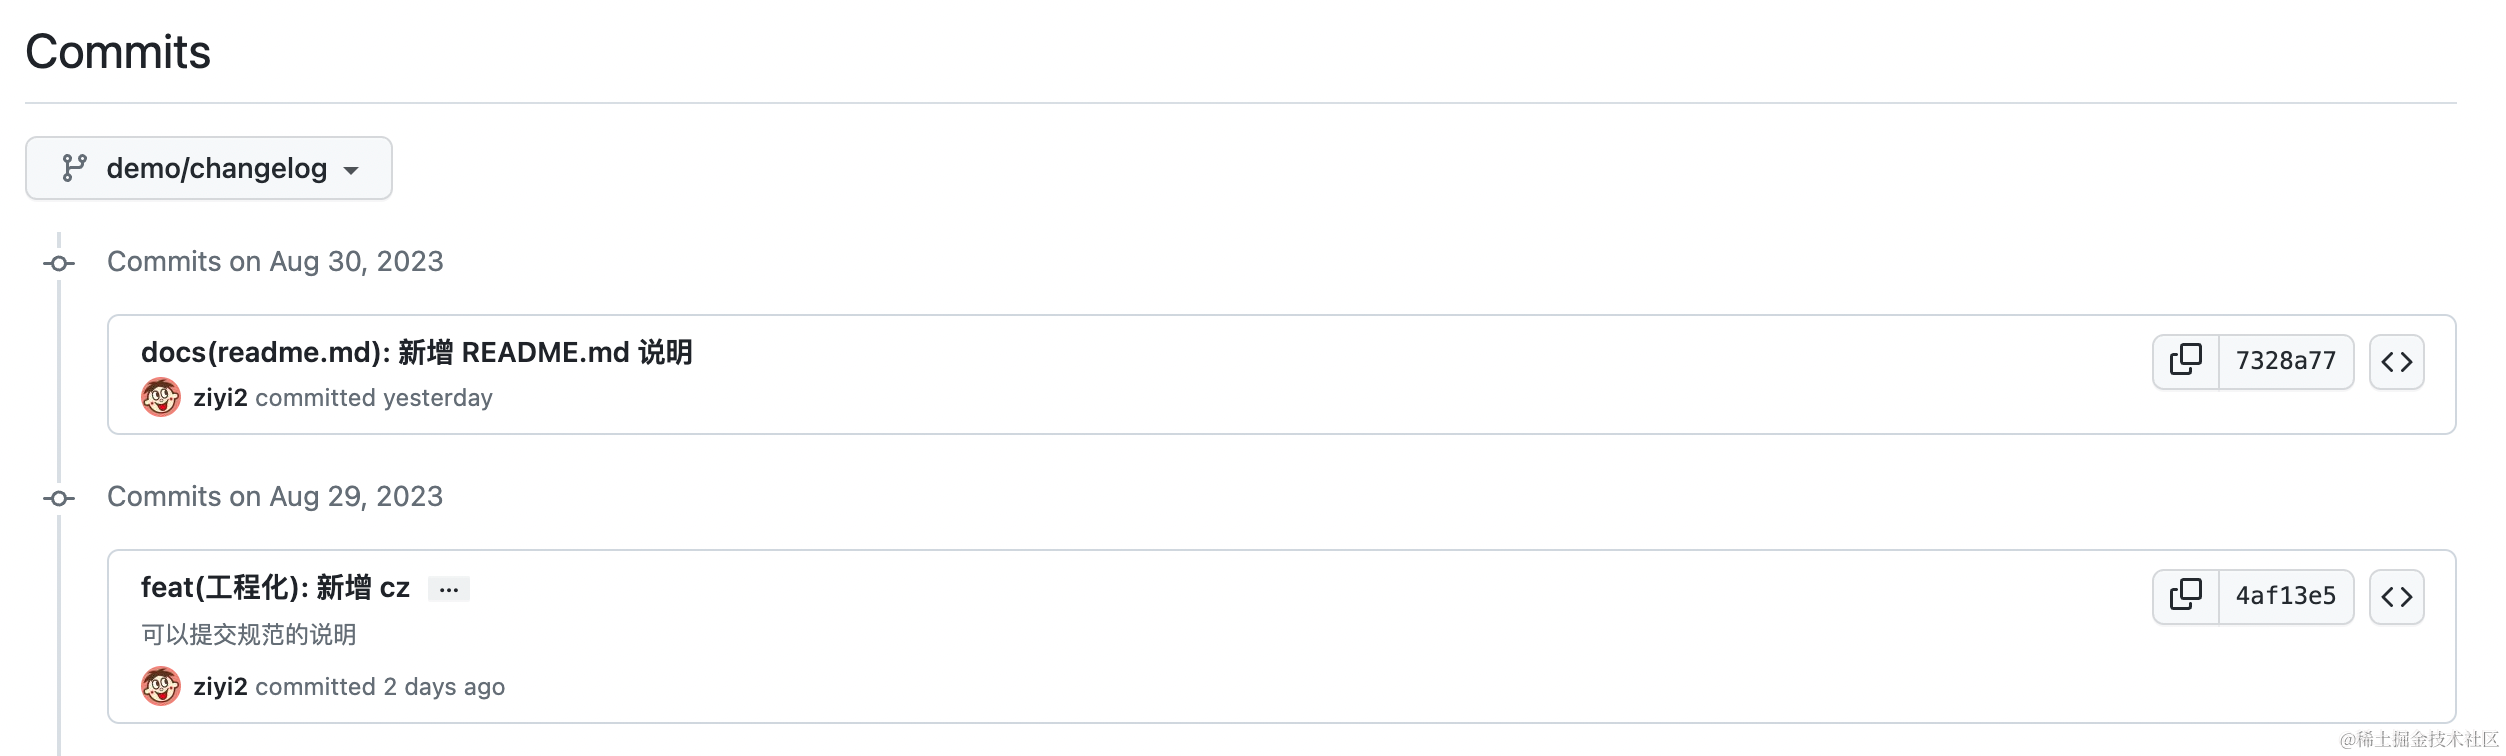 Commits
demo/changelog
Commits on Aug 30, 2023
docs(readme.md): 新增 README.md 说明
7328a77
ziyi2 committed yesterday
Commits on Aug 29, 2023
feat(工程化): 新增 cz ...
4af13e5
可以提交规范的说明
ziyi2 committed 2 days ago
@稀土掘金技术社区